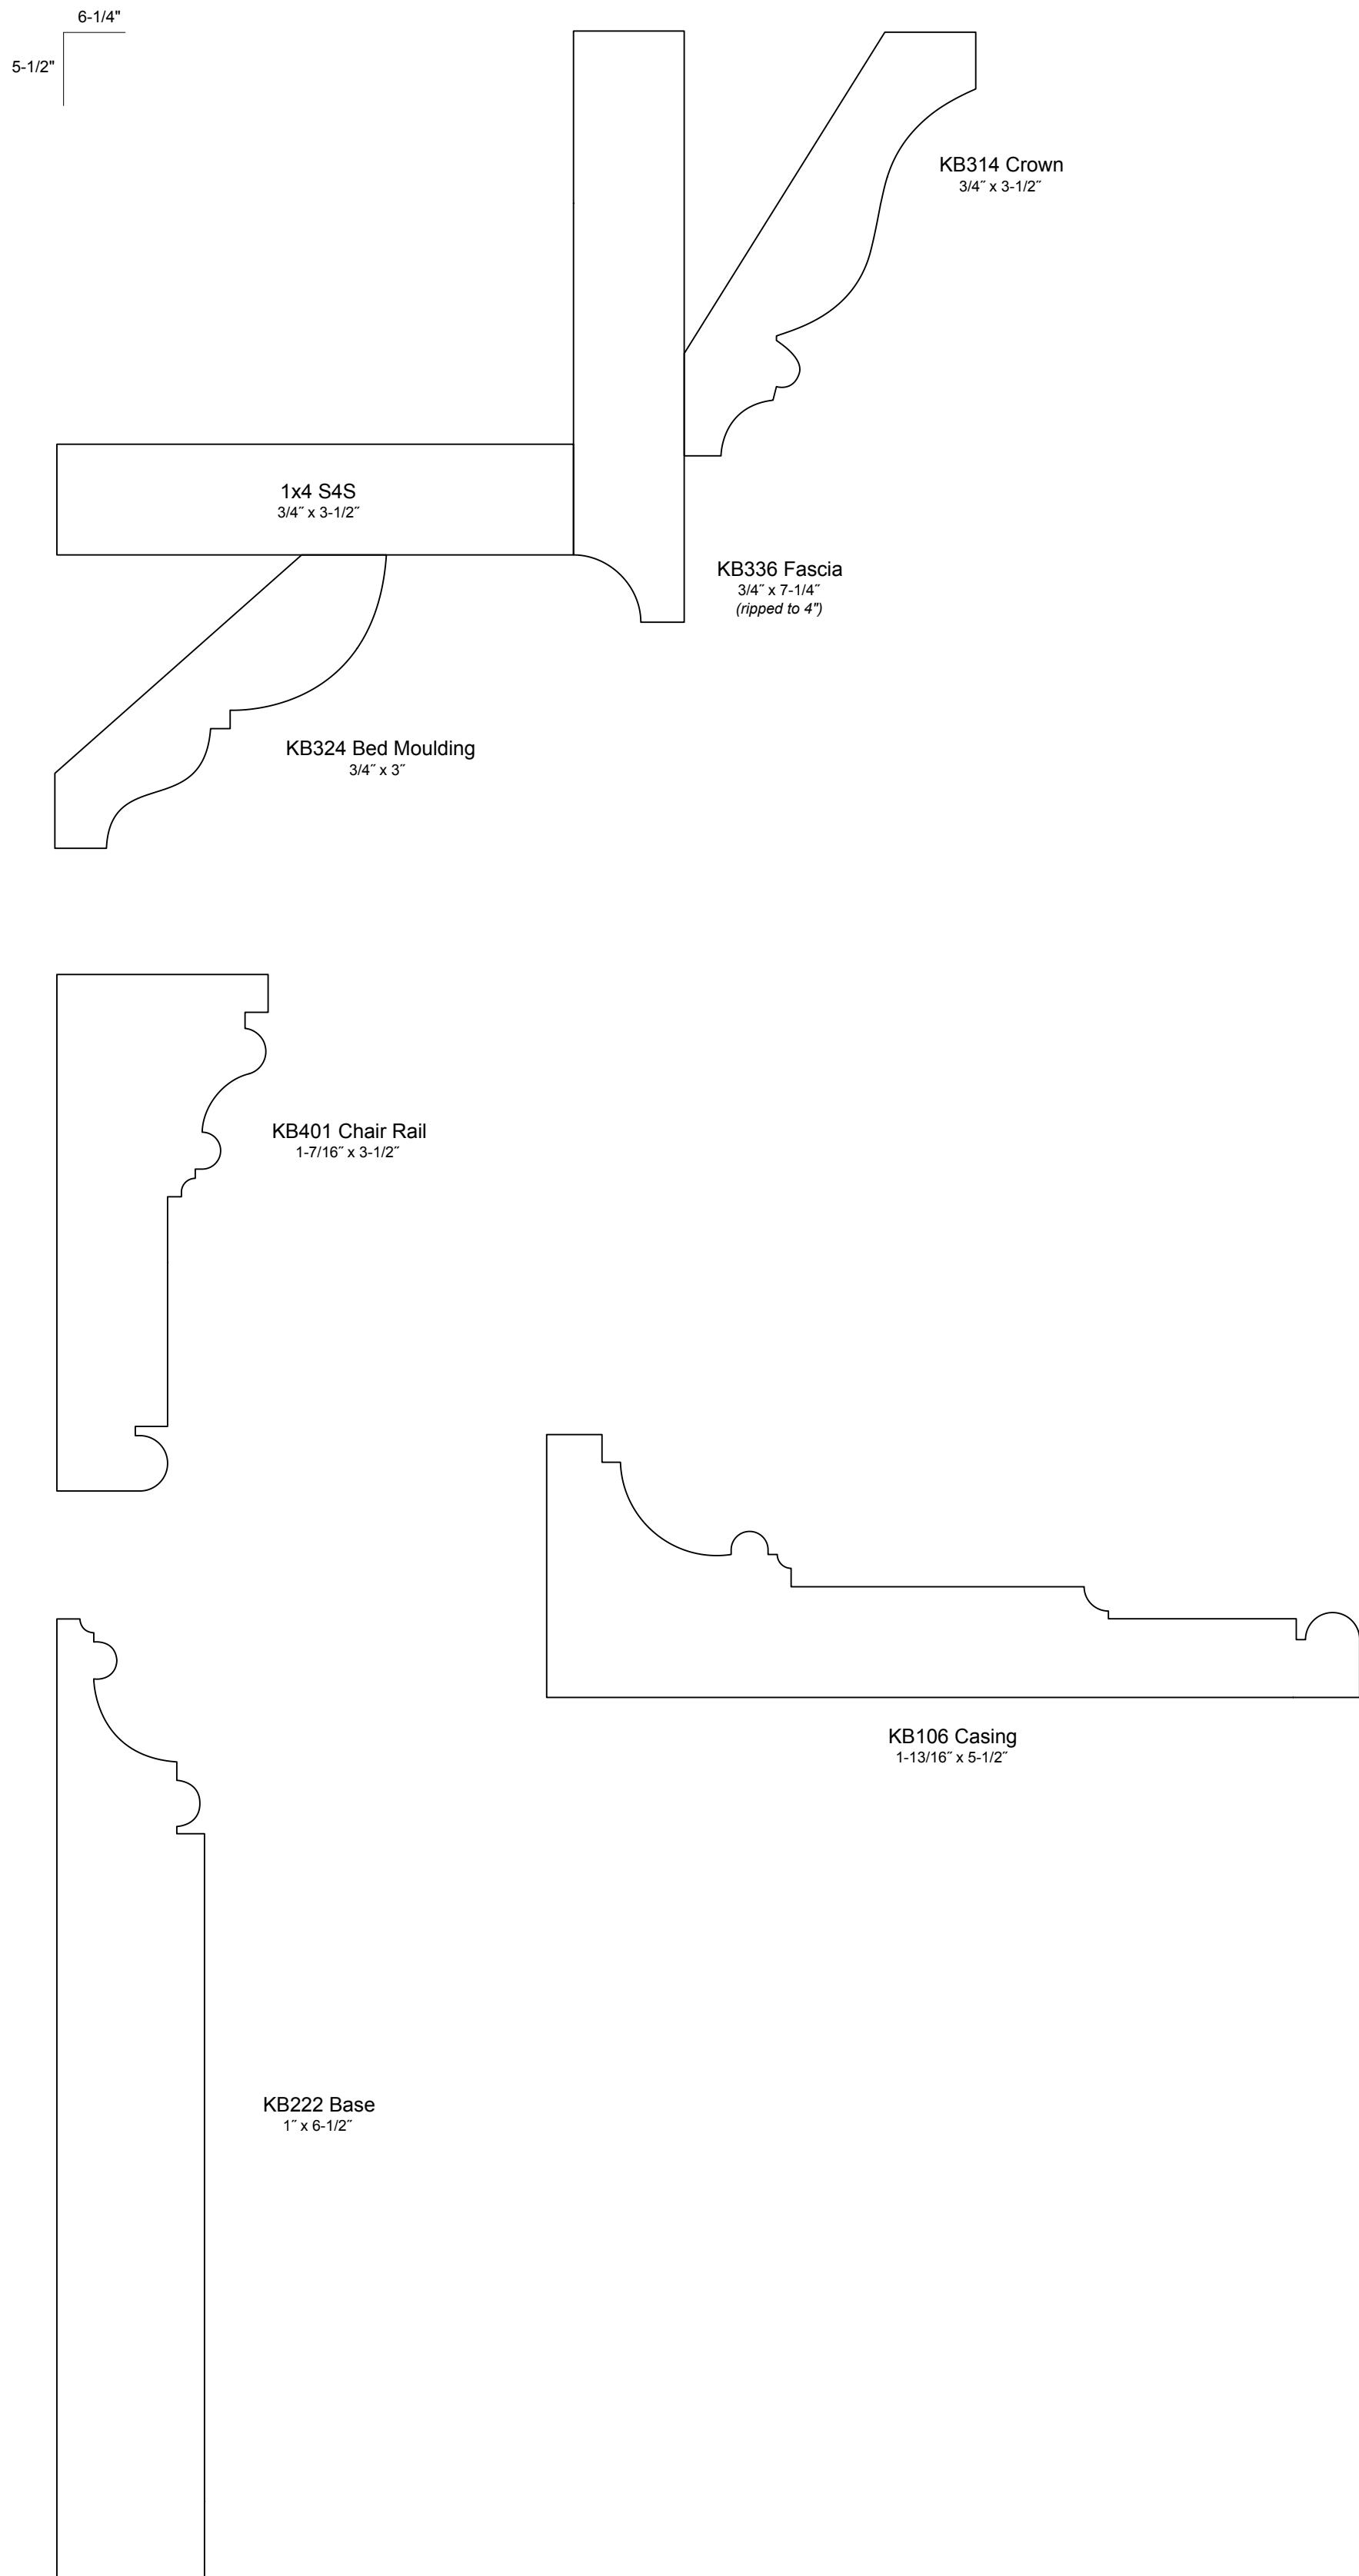 6-1/4"
5-1/2"
KB314 Crown
3/4˝ x 3-1/2˝
1x4 S4S
3/4˝ x 3-1/2˝
KB336 Fascia
3/4˝ x 7-1/4˝
(ripped to 4")
KB324 Bed Moulding
3/4˝ x 3˝
KB401 Chair Rail
1-7/16˝ x 3-1/2˝
KB106 Casing
1-13/16˝ x 5-1/2˝
KB222 Base
1˝ x 6-1/2˝